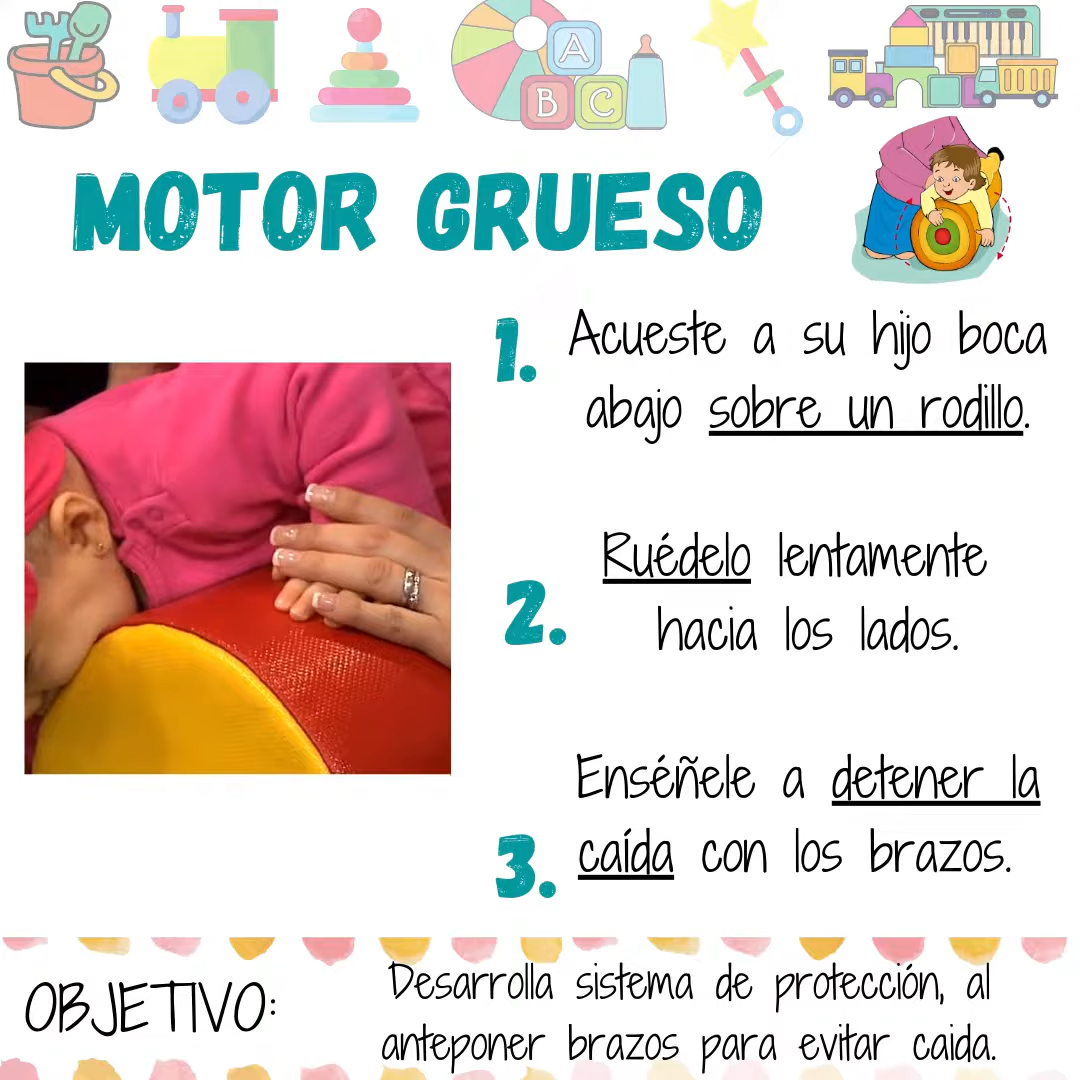 A
B C
MOTOR GRUESO
1. Acueste a su hijo boca
abajo sobre un rodillo.
2. Ruédelo lentamente
hacia los lados.
3. Enséñele a detener la
caída con los brazos.
OBJETIVO:
Desarrolla sistema de protección, al
anteponer brazos para evitar caida.